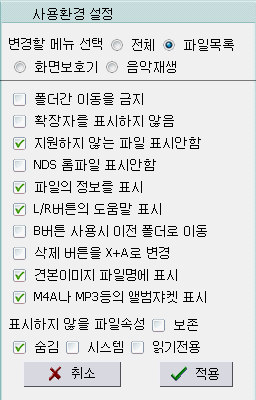 사용환경 설정
변경할 메뉴 선택 전체 파일목록
화면보호기 음악재생
폴더간 이동을 금지
확장자를 표시하지 않음
지원하지 않는 파일 표시안함
NDS 롬파일 표시안함
파일의 정보를 표시
L/R버튼의 도움말 표시
B버튼 사용시 이전 폴더로 이동
삭제 버튼을 X+A로 변경
견본이미지 파일명에 표시
M4A나 MP3등의 앨범쟈켓 표시
표시하지 않을 파일속성 보존
숨김 시스템 읽기전용
취소 적용